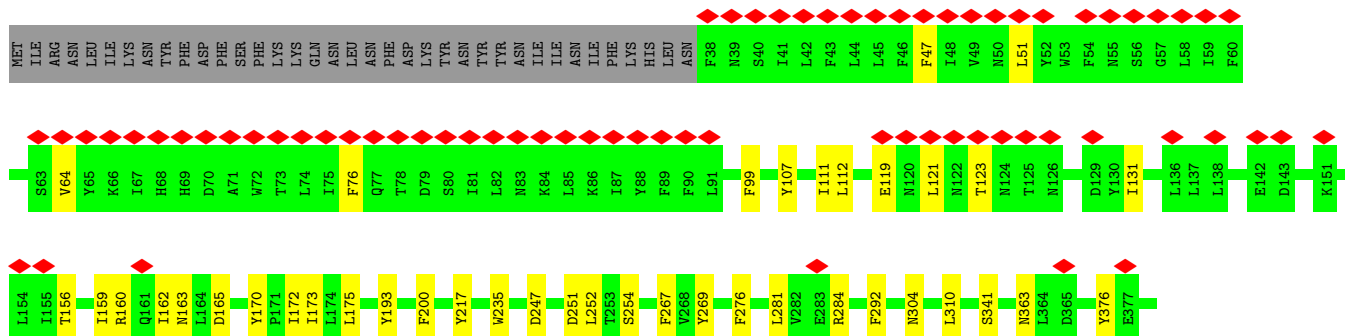 MET ILE ARG ASN LEU ILE ILE LYS ASN TYR PHE ASP PHE SER PHE LYS LYS GLN ASN LEU ASN PHE ASP LYS TYR ASN TYR TYR ASN ILE ILE ASN ILE PHE LYS HIS LEU ASN F38 N39 S40 I41 L42 F43 L44 L45 F46 F47 I48 V49 N50 L51 Y52 W53 F54 N55 S56 G57 L58 I59 F60
S63 V64 Y65 K66 I67 H68 H69 D70 A71 W72 T73 L74 I75 F76 Q77 T78 D79 S80 I81 I82 N83 K84 L85 K86 I87 Y88 F89 F90 L91 F99 Y107 I111 L112 E119 N120 L121 N122 T123 N124 T125 N126 D129 Y130 I131 L136 L137 L138 E142 D143 K151
L154 I155 T156 I159 R160 Q161 I162 N163 L164 D165 Y170 P171 I172 I173 L174 L175 Y193 F200 Y217 W235 D247 D251 L252 T253 S254 F267 V268 Y269 F276 L281 V282 E283 R284 F292 N304 L310 S341 N363 L364 D365 Y376 E377